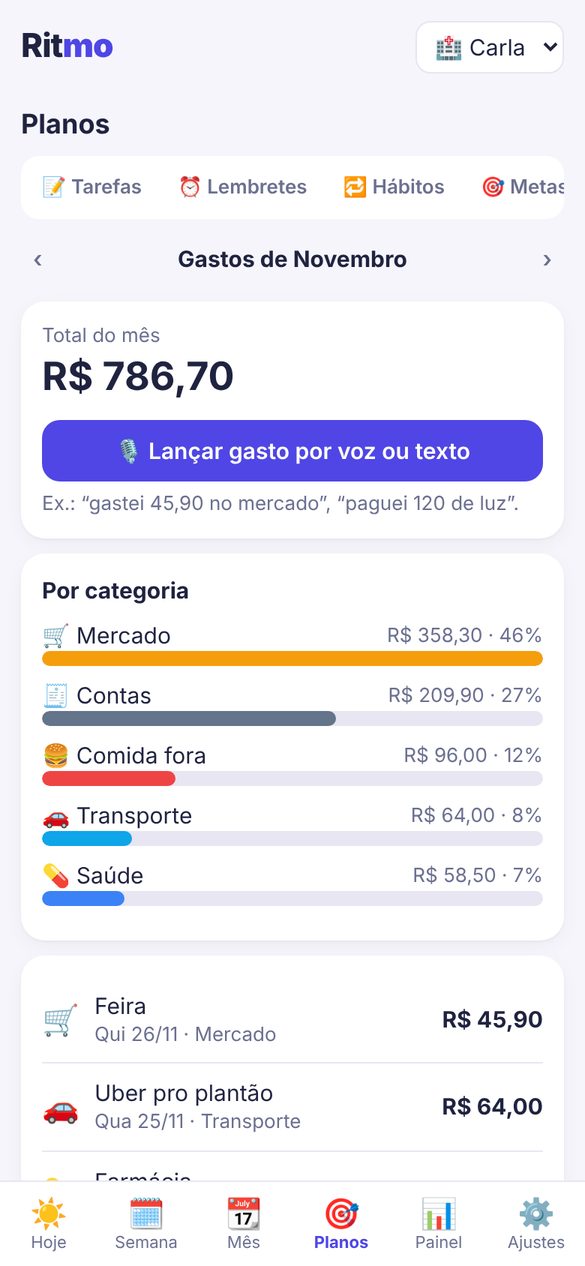 Ritmo
🏥 Carla
Planos
📝 Tarefas ⏰ Lembretes 🔁 Hábitos 🎯 Metas
‹ Gastos de Novembro ›
Total do mês
R$ 786,70
🎙️ Lançar gasto por voz ou texto
Ex.: “gastei 45,90 no mercado”, “paguei 120 de luz”.
Por categoria
🛒 Mercado R$ 358,30 · 46%
🧾 Contas R$ 209,90 · 27%
🍔 Comida fora R$ 96,00 · 12%
🚗 Transporte R$ 64,00 · 8%
💊 Saúde R$ 58,50 · 7%
Feira
Qui 26/11 · Mercado
R$ 45,90
Uber pro plantão
Qua 25/11 · Transporte
R$ 64,00
Farmácia
Hoje Semana Mês Planos Painel Ajustes